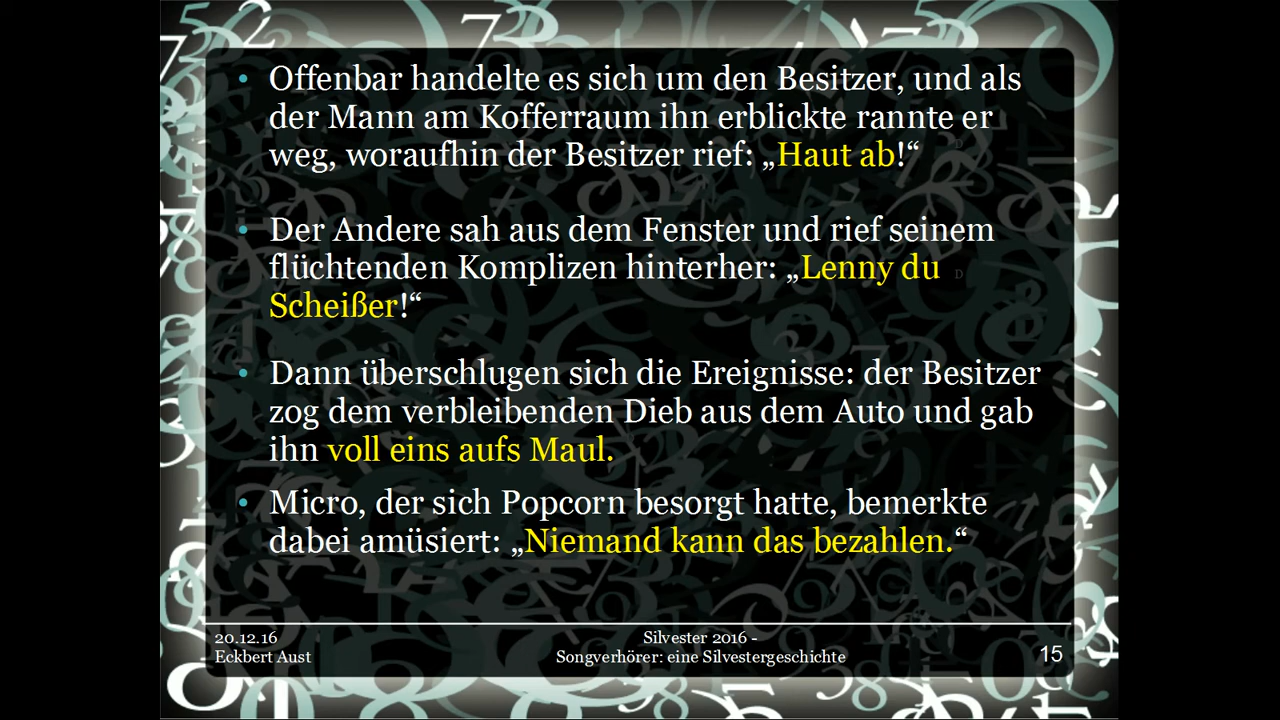 • Offenbar handelte es sich um den Besitzer, und als
der Mann am Kofferraum ihn erblickte rannte er
weg, woraufhin der Besitzer rief: „Haut ab!“
• Der Andere sah aus dem Fenster und rief seinem
flüchtenden Komplizen hinterher: „Lenny du
Scheißer!“
• Dann überschlugen sich die Ereignisse: der Besitzer
zog dem verbleibenden Dieb aus dem Auto und gab
ihn voll eins aufs Maul.
• Micro, der sich Popcorn besorgt hatte, bemerkte
dabei amüsiert: „Niemand kann das bezahlen.“
20.12.16
Eckbert Aust
Silvester 2016 -
Songverhörer: eine Silvestergeschichte
15